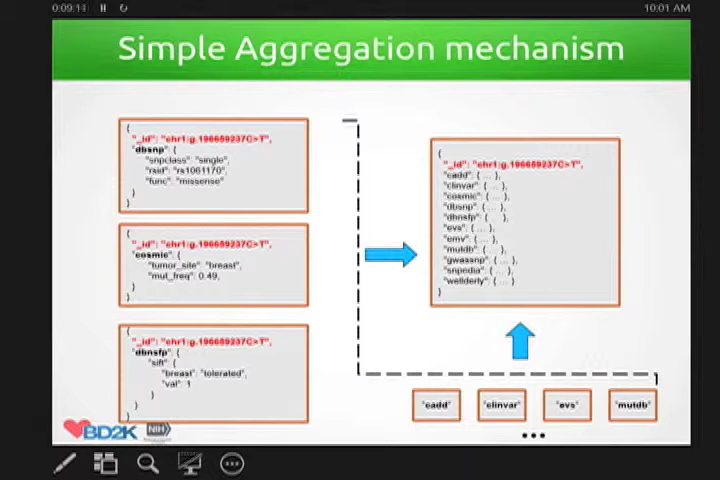 0:09:11
10:01 AM
Simple Aggregation mechanism
{
"_id": "chr1:g.196659237C>T",
"dbsnp": {
"snpclass": "single",
"rsid": "rs1061170",
"func": "missense"
}
}
{
"_id": "chr1:g.196659237C>T",
"cosmic": {
"tumor_site": "breast",
"mut_freq": 0.49,
}
}
{
"_id": "chr1:g.196659237C>T",
"dbnsfp": {
"sift": {
"breast": "tolerated",
"val": 1
}
}
}
{
"_id": "chr1:g.196659237C>T",
"cadd": { ... },
"clinvar": { ... },
"cosmic": { ... },
"dbsnp": { ... },
"dbnsfp": { ... },
"evs": { ... },
"emv": { ... },
"mutdb": { ... },
"gwassnp": { ... },
"snpedia": { ... },
"wellderly": { ... }
}
"cadd"
"clinvar"
"evs"
"mutdb"
...
BD2K
NIH